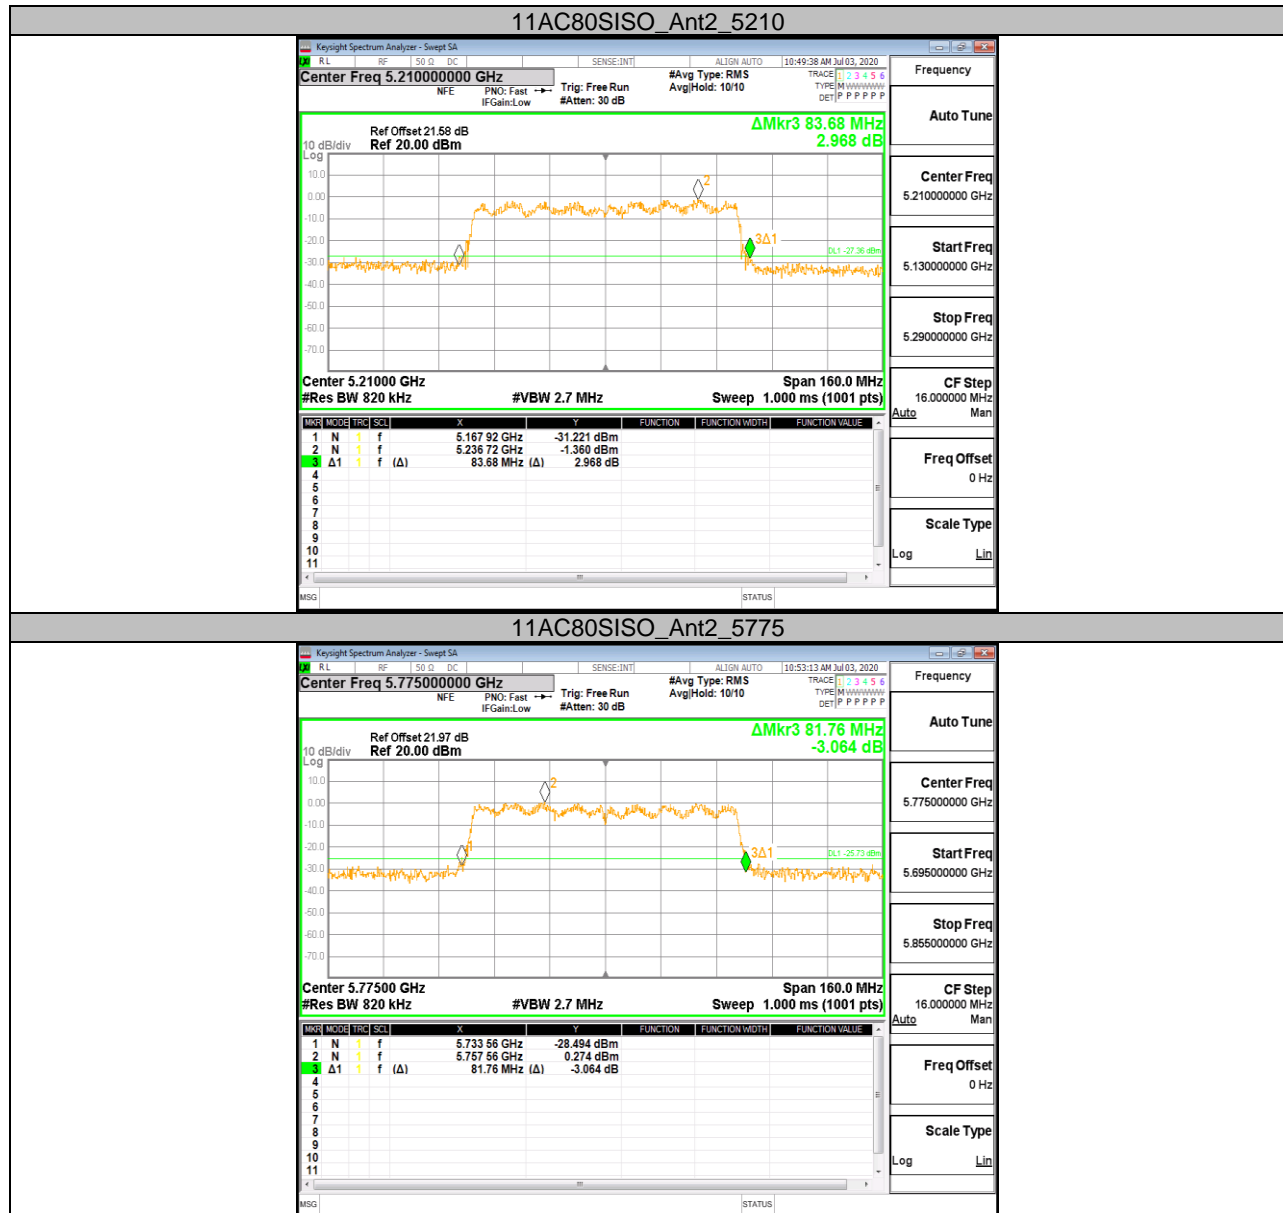 11AC80SISO_Ant2_5210
Keysight Spectrum Analyzer - Swept SA
RL RF 50 Ω DC SENSE:INT ALIGN AUTO 10:49:38 AM Jul 03, 2020
Center Freq 5.210000000 GHz
NFE PNO: Fast Trig: Free Run #Avg Type: RMS TRACE 1 2 3 4 5 6
IFGain:Low #Atten: 30 dB Avg|Hold: 10/10 TYPE M WWWWW
DET P P P P P P
Frequency
Auto Tune
Ref Offset 21.58 dB ΔMkr3 83.68 MHz
10 dB/div Ref 20.00 dBm 2.968 dB
Log
10.0
0.00
-10.0
-20.0
-30.0
-40.0
-50.0
-60.0
-70.0
2
3Δ1
DL1 -27.36 dBm
Center 5.21000 GHz Span 160.0 MHz
#Res BW 820 kHz #VBW 2.7 MHz Sweep 1.000 ms (1001 pts)
Center Freq
5.210000000 GHz
Start Freq
5.130000000 GHz
Stop Freq
5.290000000 GHz
CF Step
16.000000 MHz
Auto Man
Freq Offset
0 Hz
Scale Type
Log Lin
MKR MODE TRC SCL X Y FUNCTION FUNCTION WIDTH FUNCTION VALUE
1 N 1 f 5.167 92 GHz -31.221 dBm
2 N 1 f 5.236 72 GHz -1.360 dBm
3 Δ1 1 f (Δ) 83.68 MHz (Δ) 2.968 dB
4
5
6
7
8
9
10
11
MSG STATUS
11AC80SISO_Ant2_5775
Keysight Spectrum Analyzer - Swept SA
RL RF 50 Ω DC SENSE:INT ALIGN AUTO 10:53:13 AM Jul 03, 2020
Center Freq 5.775000000 GHz
NFE PNO: Fast Trig: Free Run #Avg Type: RMS TRACE 1 2 3 4 5 6
IFGain:Low #Atten: 30 dB Avg|Hold: 10/10 TYPE M WWWWW
DET P P P P P P
Frequency
Auto Tune
Ref Offset 21.97 dB ΔMkr3 81.76 MHz
10 dB/div Ref 20.00 dBm -3.064 dB
Log
10.0
0.00
-10.0
-20.0
-30.0
-40.0
-50.0
-60.0
-70.0
2
1
3Δ1
DL1 -25.73 dBm
Center 5.77500 GHz Span 160.0 MHz
#Res BW 820 kHz #VBW 2.7 MHz Sweep 1.000 ms (1001 pts)
Center Freq
5.775000000 GHz
Start Freq
5.695000000 GHz
Stop Freq
5.855000000 GHz
CF Step
16.000000 MHz
Auto Man
Freq Offset
0 Hz
Scale Type
Log Lin
MKR MODE TRC SCL X Y FUNCTION FUNCTION WIDTH FUNCTION VALUE
1 N 1 f 5.733 56 GHz -28.494 dBm
2 N 1 f 5.757 56 GHz 0.274 dBm
3 Δ1 1 f (Δ) 81.76 MHz (Δ) -3.064 dB
4
5
6
7
8
9
10
11
MSG STATUS